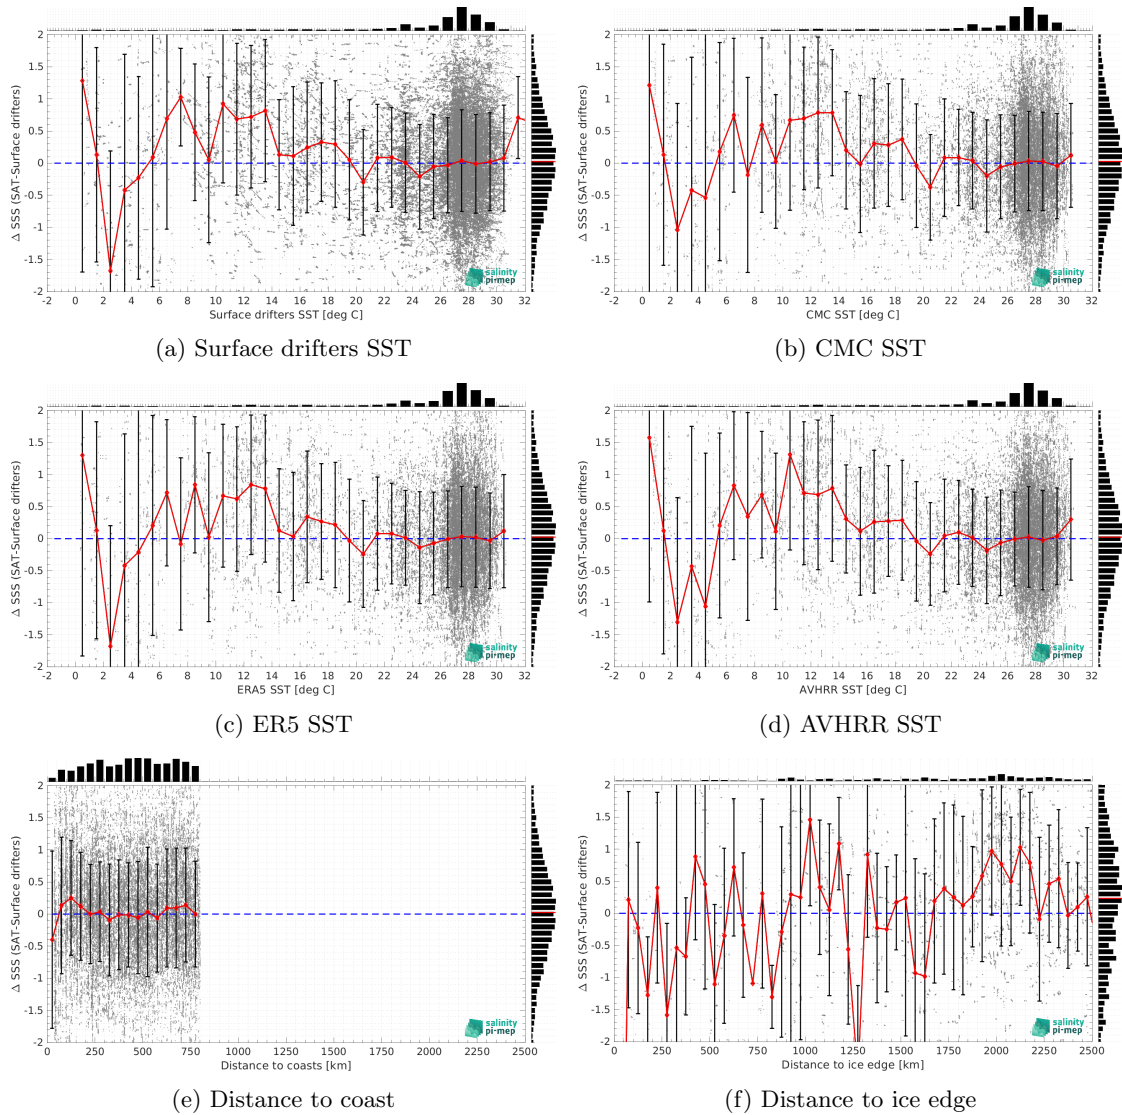 Δ SSS (SAT-Surface drifters)
2
1.5
1
0.5
0
-0.5
-1
-1.5
-2
-2 0 2 4 6 8 10 12 14 16 18 20 22 24 26 28 30 32
Surface drifters SST [deg C]
salinity
pi-mep
(a) Surface drifters SST
Δ SSS (SAT-Surface drifters)
2
1.5
1
0.5
0
-0.5
-1
-1.5
-2
-2 0 2 4 6 8 10 12 14 16 18 20 22 24 26 28 30 32
CMC SST [deg C]
salinity
pi-mep
(b) CMC SST
Δ SSS (SAT-Surface drifters)
2
1.5
1
0.5
0
-0.5
-1
-1.5
-2
-2 0 2 4 6 8 10 12 14 16 18 20 22 24 26 28 30 32
ERA5 SST [deg C]
salinity
pi-mep
(c) ER5 SST
Δ SSS (SAT-Surface drifters)
2
1.5
1
0.5
0
-0.5
-1
-1.5
-2
-2 0 2 4 6 8 10 12 14 16 18 20 22 24 26 28 30 32
AVHRR SST [deg C]
salinity
pi-mep
(d) AVHRR SST
Δ SSS (SAT-Surface drifters)
2
1.5
1
0.5
0
-0.5
-1
-1.5
-2
0 250 500 750 1000 1250 1500 1750 2000 2250 2500
Distance to coasts [km]
salinity
pi-mep
(e) Distance to coast
Δ SSS (SAT-Surface drifters)
2
1.5
1
0.5
0
-0.5
-1
-1.5
-2
0 250 500 750 1000 1250 1500 1750 2000 2250 2500
Distance to ice edge [km]
salinity
pi-mep
(f) Distance to ice edge